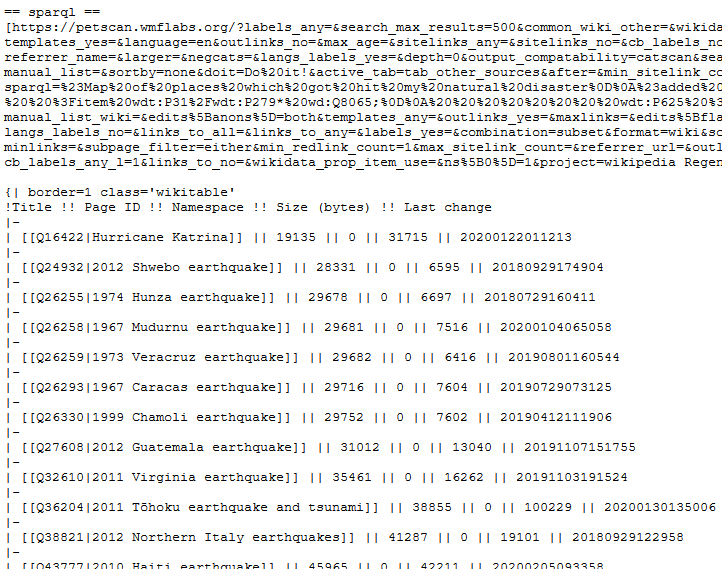 == sparql ==
[https://petscan.wmflabs.org/?labels_any=&search_max_results=500&common_wiki_other=&wikida
templates_yes=&language=en&outlinks_no=&max_age=&sitelinks_any=&sitelinks_no=&cb_labels_no
referrer_name=&larger=&negcats=&langs_labels_yes=&depth=0&output_compatability=catscan&sea
manual_list=&sortby=none&doit=Do%20it!&active_tab=tab_other_sources&after=&min_sitelink_co
sparql=%23Map%20of%20places%20which%20got%20hit%20my%20natural%20disaster%0D%0A%23added%20
%20%20%3Fitem%20wdt:P31%2Fwdt:P279*%20wd:Q8065;%0D%0A%20%20%20%20%20%20%20%20%20wdt:P625%20%3
manual_list_wiki=&edits%5Banons%5D=both&templates_any=&outlinks_yes=&maxlinks=&edits%5Bfla
langs_labels_no=&links_to_all=&links_to_any=&labels_yes=&combination=subset&format=wiki&so
minlinks=&subpage_filter=either&min_redlink_count=1&max_sitelink_count=&referrer_url=&outl
cb_labels_any_l=1&links_to_no=&wikidata_prop_item_use=&ns%5B0%5D=1&project=wikipedia Regen
{| border=1 class='wikitable'
!Title !! Page ID !! Namespace !! Size (bytes) !! Last change
|-
| [[Q16422|Hurricane Katrina]] || 19135 || 0 || 31715 || 20200122011213
|-
| [[Q24932|2012 Shwebo earthquake]] || 28331 || 0 || 6595 || 20180929174904
|-
| [[Q26255|1974 Hunza earthquake]] || 29678 || 0 || 6697 || 20180729160411
|-
| [[Q26258|1967 Mudurnu earthquake]] || 29681 || 0 || 7516 || 20200104065058
|-
| [[Q26259|1973 Veracruz earthquake]] || 29682 || 0 || 6416 || 20190801160544
|-
| [[Q26293|1967 Caracas earthquake]] || 29716 || 0 || 7604 || 20190729073125
|-
| [[Q26330|1999 Chamoli earthquake]] || 29752 || 0 || 7602 || 20190412111906
|-
| [[Q27608|2012 Guatemala earthquake]] || 31012 || 0 || 13040 || 20191107151755
|-
| [[Q32610|2011 Virginia earthquake]] || 35461 || 0 || 16262 || 20191103191524
|-
| [[Q36204|2011 Tōhoku earthquake and tsunami]] || 38855 || 0 || 100229 || 20200130135006
|-
| [[Q38821|2012 Northern Italy earthquakes]] || 41287 || 0 || 19101 || 20180929122958
|-
| [[Q43777|2010 Haiti earthquake]] || 45965 || 0 || 42211 || 20200205093358